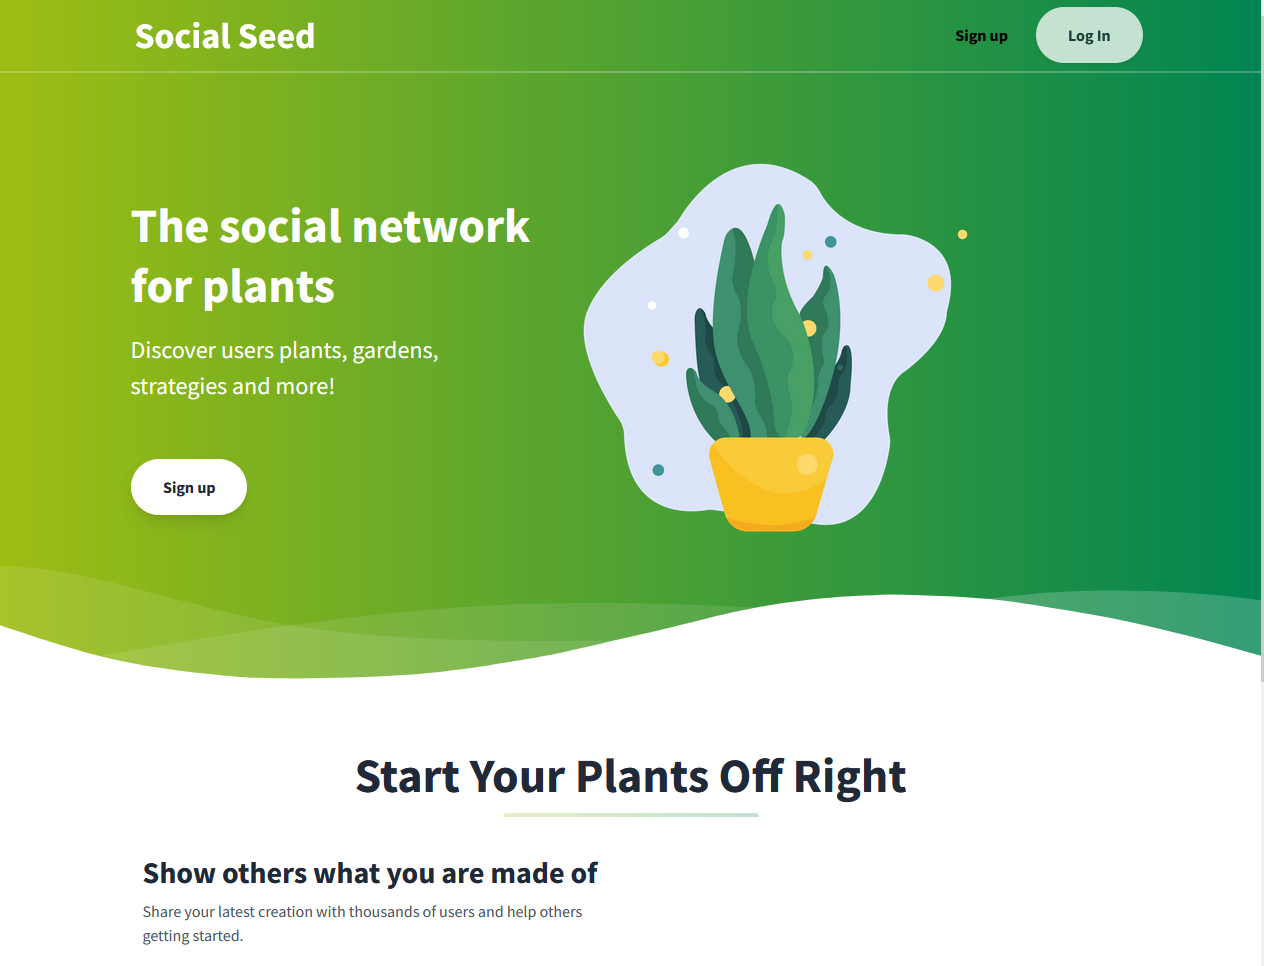 Social Seed
Sign up
Log In
The social network
for plants
Discover users plants, gardens,
strategies and more!
Sign up
Start Your Plants Off Right
Show others what you are made of
Share your latest creation with thousands of users and help others
getting started.